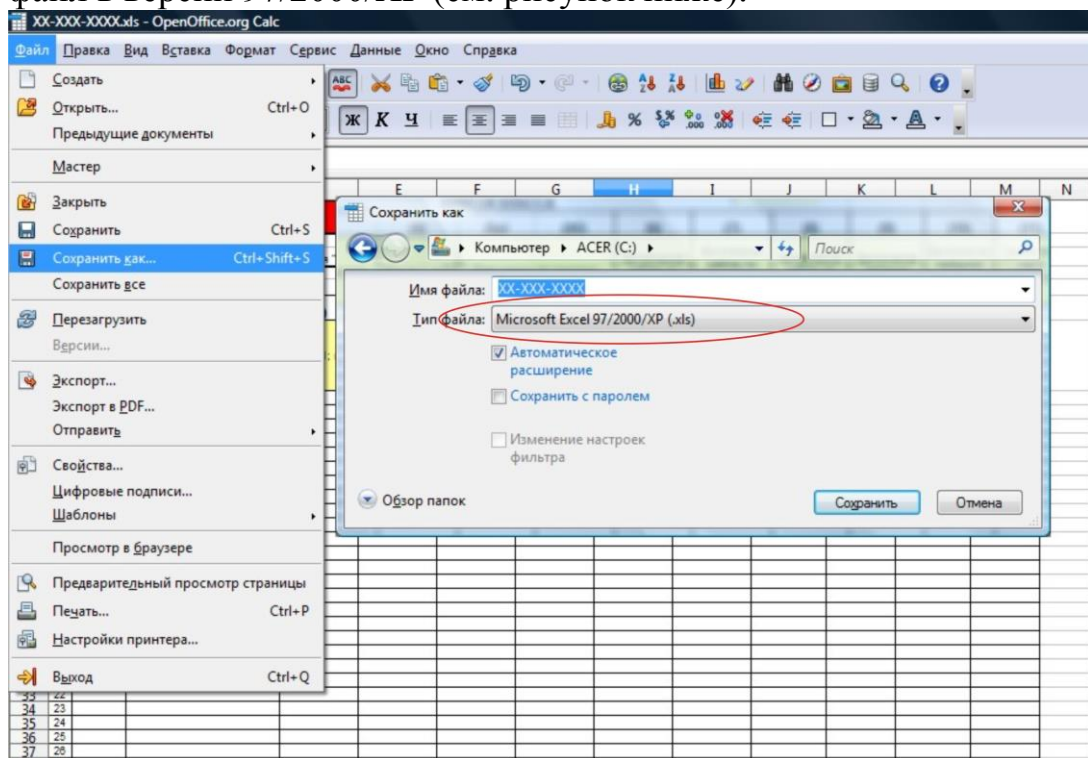 файл в версии 97/2000/XP (см. рисунок ниже).
XX-XXX-XXXX.xls - OpenOffice.org Calc
Файл Правка Вид Вставка Формат Сервис Данные Окно Справка
Создать
Открыть... Ctrl+O
Предыдущие документы
Мастер
Закрыть
Сохранить Ctrl+S
Сохранить как... Ctrl+Shift+S
Сохранить все
Перезагрузить
Версии...
Экспорт...
Экспорт в PDF...
Отправить
Свойства...
Цифровые подписи...
Шаблоны
Просмотр в браузере
Предварительный просмотр страницы
Печать... Ctrl+P
Настройки принтера...
Выход Ctrl+Q
ABC
Ж К Ч
E F G H I J K L M N
Сохранить как
Компьютер ACER (C:) Поиск
Имя файла: XX-XXX-XXXX
Тип файла: Microsoft Excel 97/2000/XP (.xls)
Автоматическое
расширение
Сохранить с паролем
Изменение настроек
фильтра
Обзор папок Сохранить Отмена
33 22
34 23
35 24
36 25
37 26